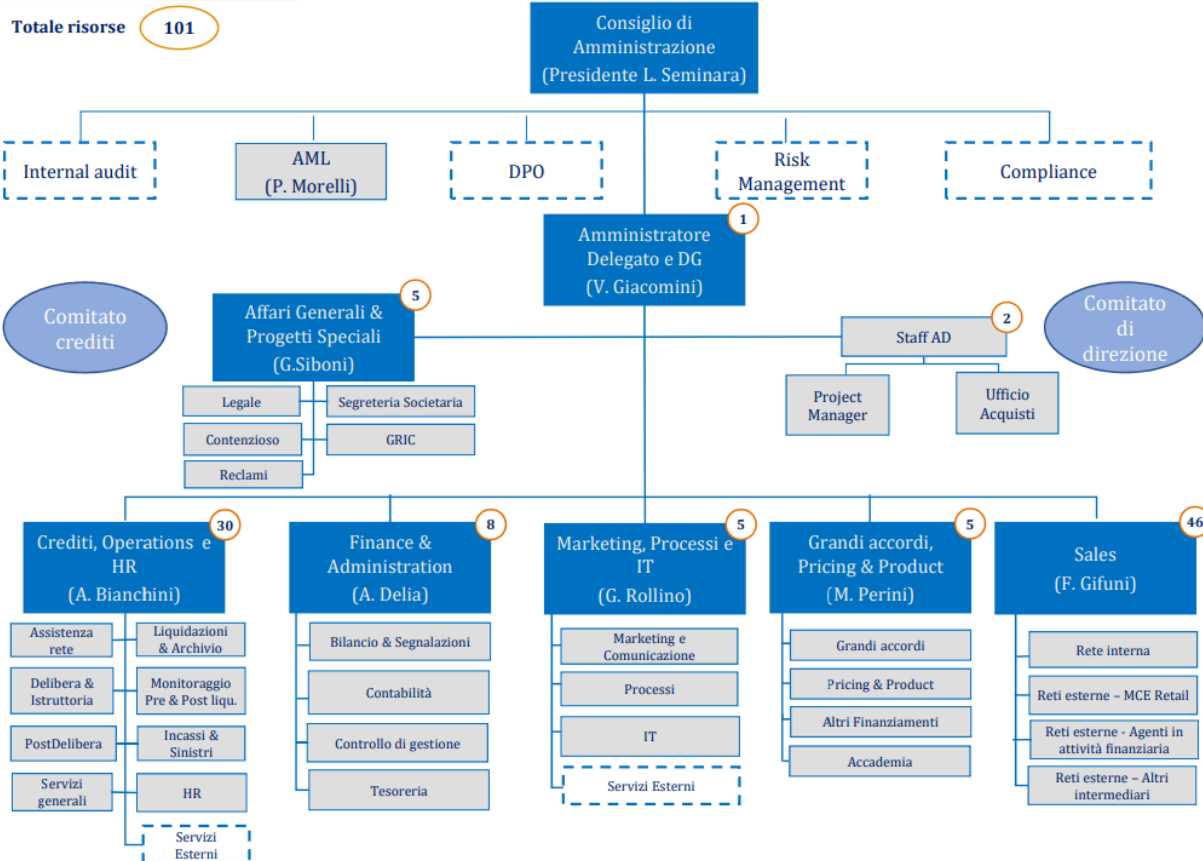 Totale risorse 101
Consiglio di
Amministrazione
(Presidente L. Seminara)
Internal audit
AML
(P. Morelli)
DPO
Risk
Management
Compliance
1
Amministratore
Delegato e DG
(V. Giacomini)
Comitato
crediti
5
Affari Generali &
Progetti Speciali
(G.Siboni)
2
Staff AD
Comitato
di
direzione
Legale
Segreteria Societaria
Contenzioso
GRIC
Reclami
Project
Manager
Ufficio
Acquisti
30
Crediti, Operations e
HR
(A. Bianchini)
8
Finance &
Administration
(A. Delia)
5
Marketing, Processi e
IT
(G. Rollino)
5
Grandi accordi,
Pricing & Product
(M. Perini)
46
Sales
(F. Gifuni)
Assistenza
rete
Liquidazioni
& Archivio
Delibera &
Istruttoria
Monitoraggio
Pre & Post liqu.
PostDelibera
Incassi &
Sinistri
Servizi
generali
HR
Servizi
Esterni
Bilancio & Segnalazioni
Contabilità
Controllo di gestione
Tesoreria
Marketing e
Comunicazione
Processi
IT
Servizi Esterni
Grandi accordi
Pricing & Product
Altri Finanziamenti
Accademia
Rete interna
Reti esterne – MCE Retail
Reti esterne - Agenti in
attività finanziaria
Reti esterne – Altri
intermediari